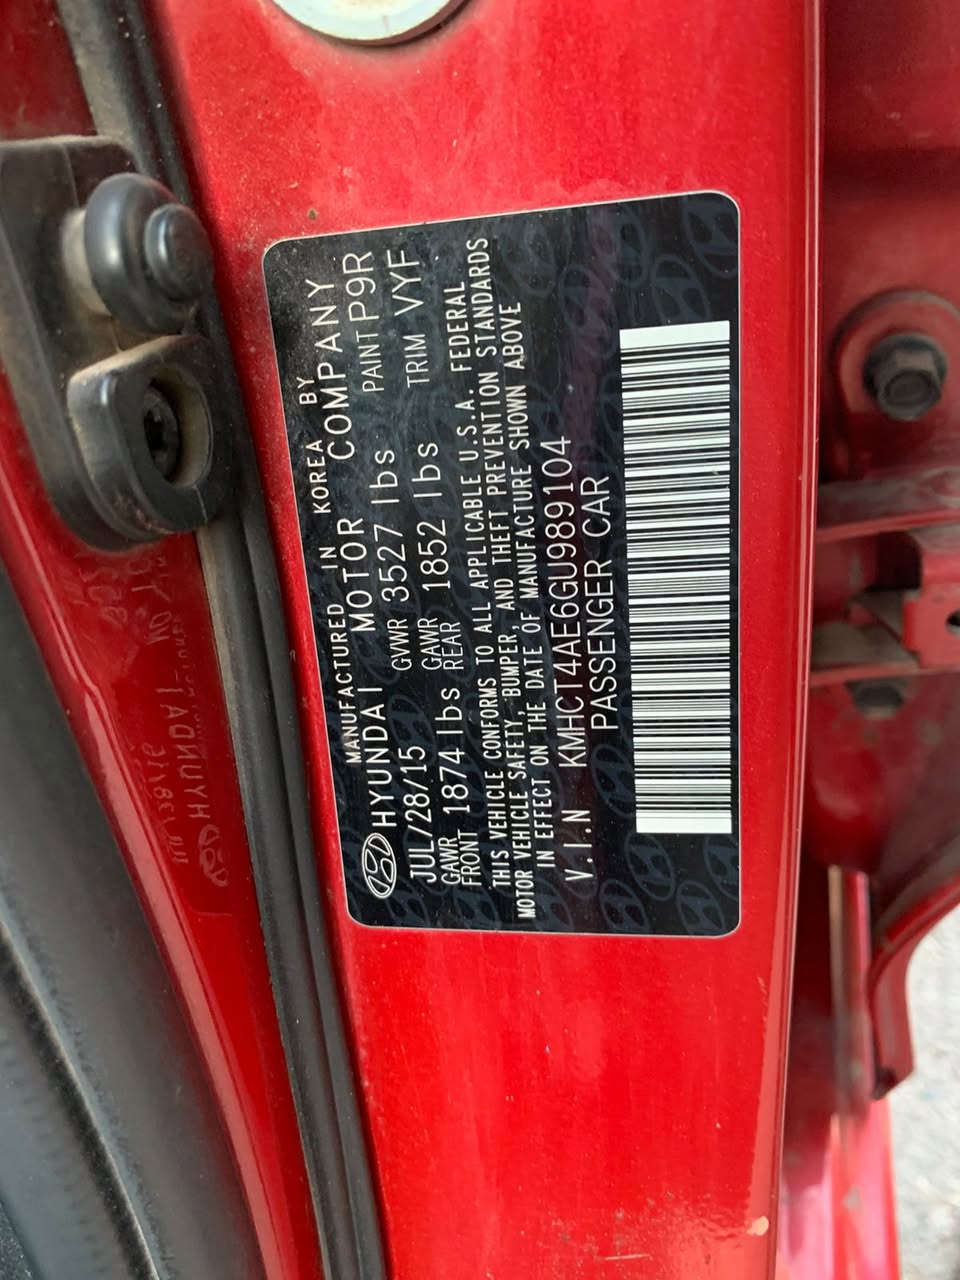 MANUFACTURED IN KOREA BY
HYUNDAI MOTOR COMPANY
JUL/28/15 GVWR 3527 lbs PAINT P9R
GAWR FRONT 1874 lbs GAWR REAR 1852 lbs TRIM VYF
THIS VEHICLE CONFORMS TO ALL APPLICABLE U.S.A. FEDERAL
MOTOR VEHICLE SAFETY, BUMPER, AND THEFT PREVENTION STANDARDS
IN EFFECT ON THE DATE OF MANUFACTURE SHOWN ABOVE
V.I.N KMHCT4AE6GU989104
PASSENGER CAR